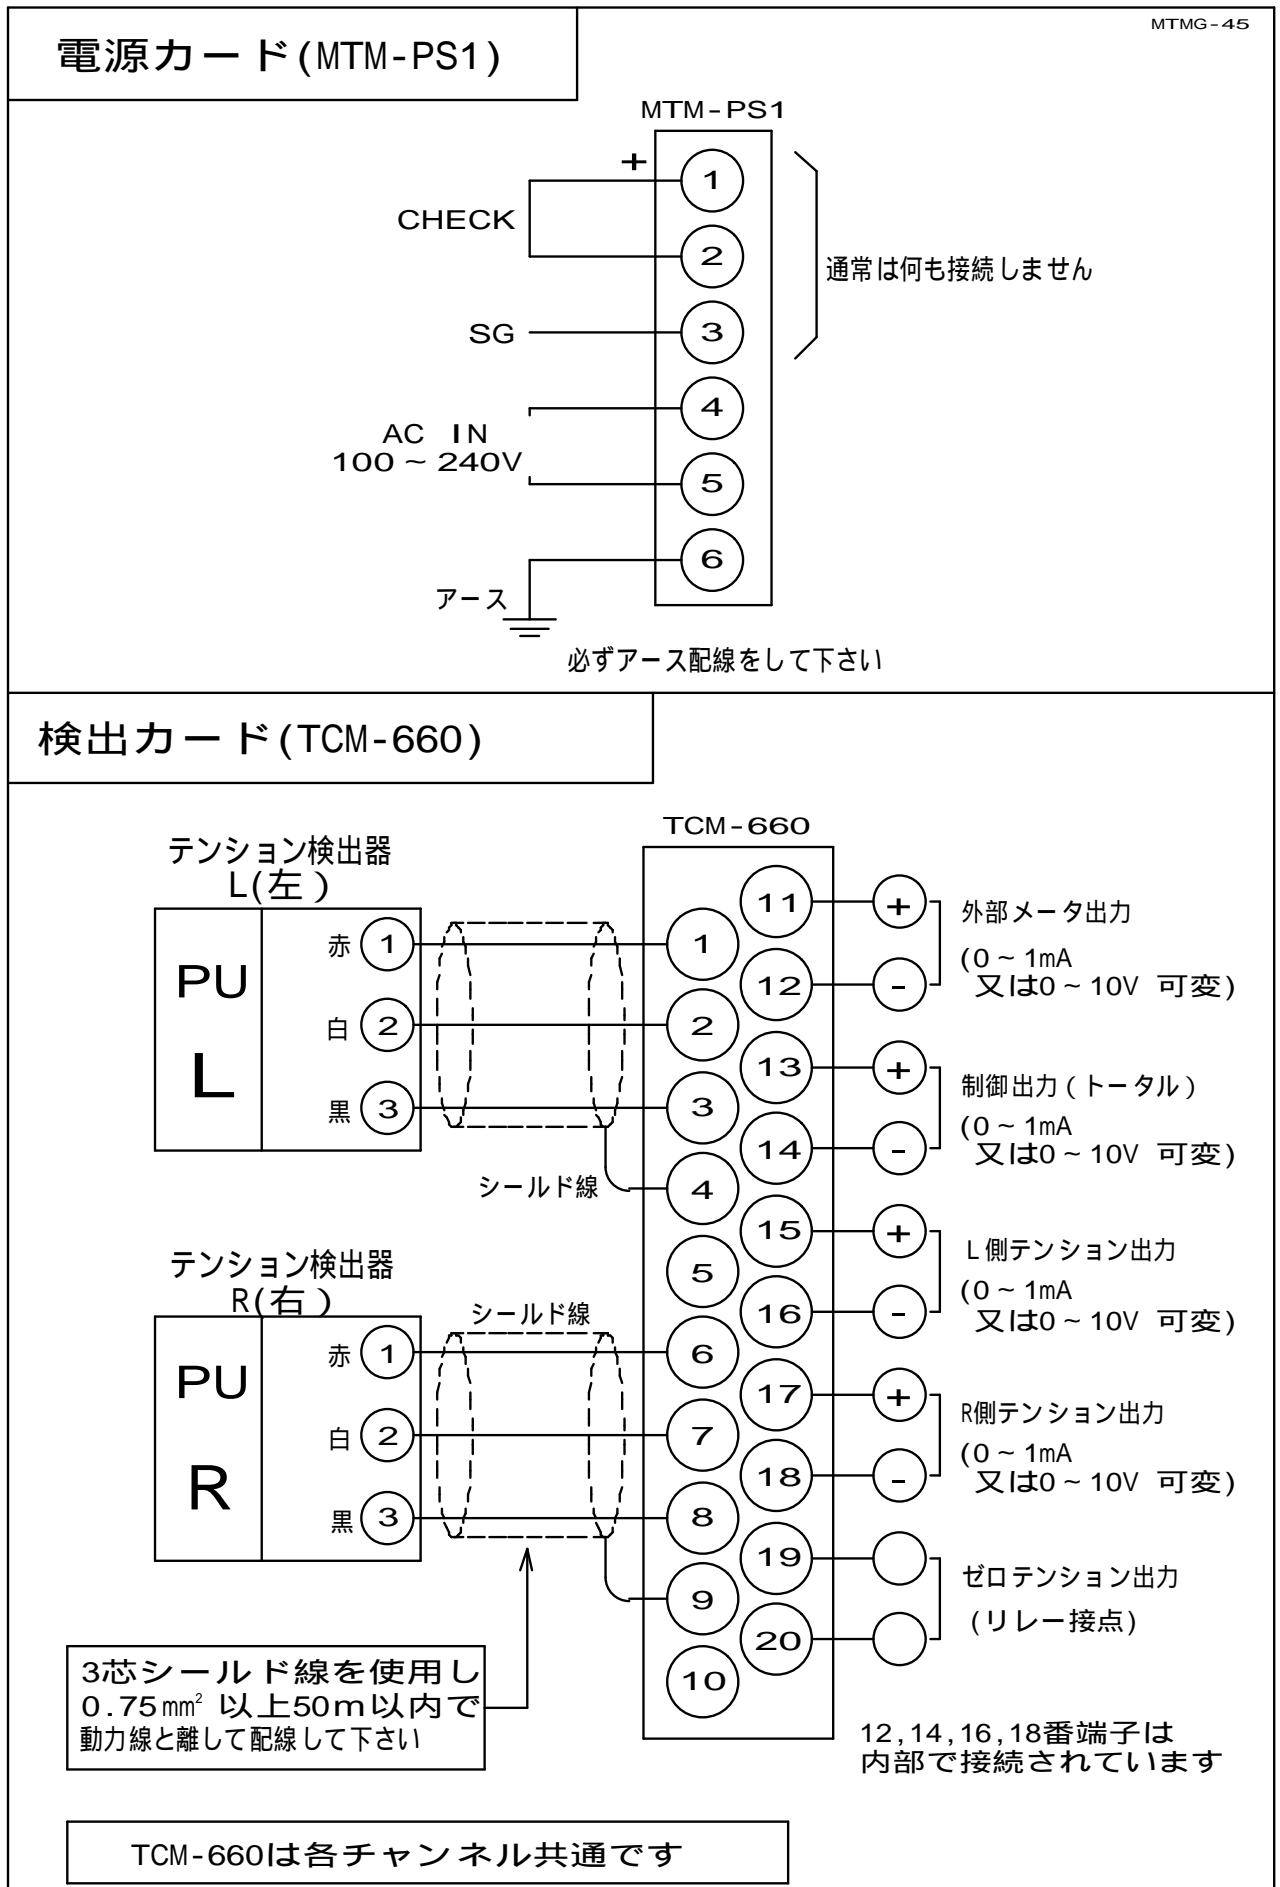 MTMG-45
電源カード(MTM-PS1)
MTM-PS1
+
1
CHECK
2
通常は何も接続しません
SG
3
4
AC IN
100~240V
5
6
アース
必ずアース配線をして下さい
検出カード(TCM-660)
TCM-660
テンション検出器
L(左)
PU
L
赤 1
白 2
黒 3
シールド線
テンション検出器
R(右)
シールド線
PU
R
赤 1
白 2
黒 3
1
2
3
4
5
6
7
8
9
10
11
12
13
14
15
16
17
18
19
20
+
-
外部メータ出力
(0~1mA
又は0~10V 可変)
+
-
制御出力(トータル)
(0~1mA
又は0~10V 可変)
+
-
L側テンション出力
(0~1mA
又は0~10V 可変)
+
-
R側テンション出力
(0~1mA
又は0~10V 可変)
ゼロテンション出力
(リレー接点)
3芯シールド線を使用し
0.75mm² 以上50m以内で
動力線と離して配線して下さい
12,14,16,18番端子は
内部で接続されています
TCM-660は各チャンネル共通です